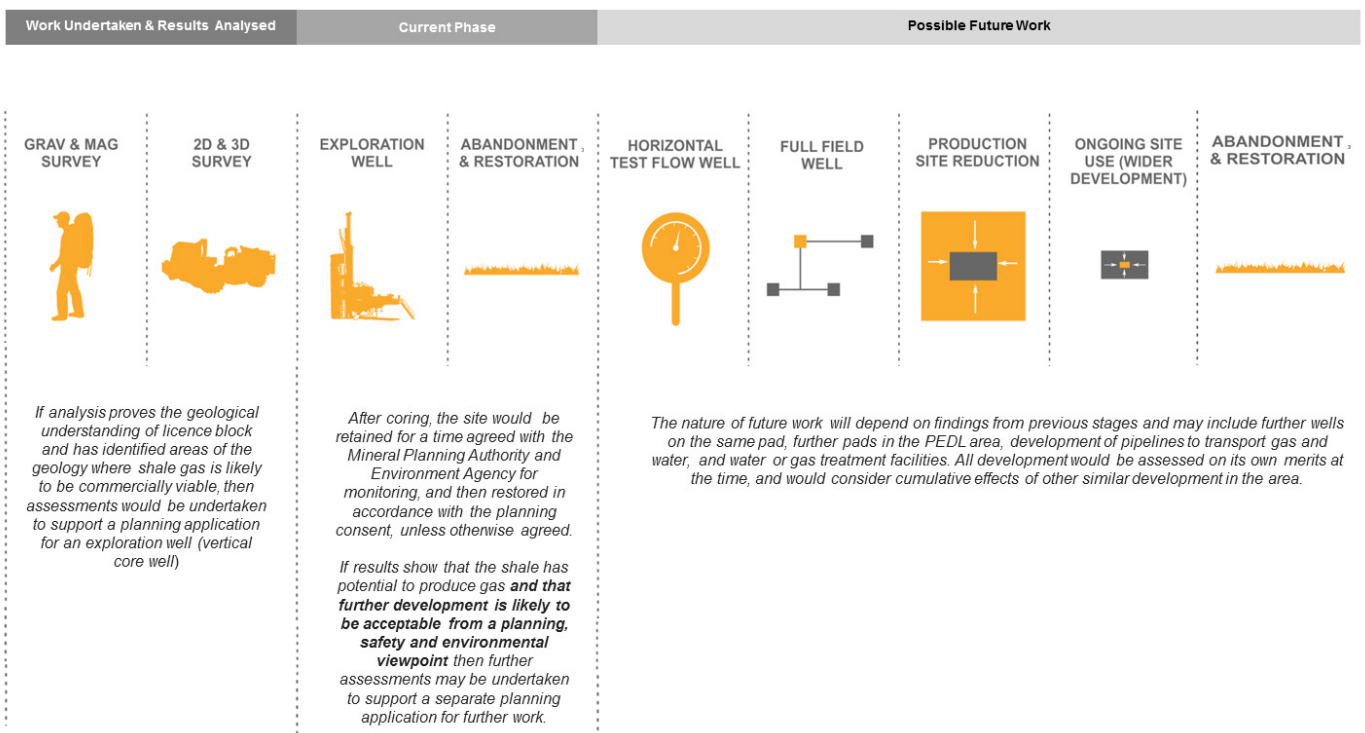 Work Undertaken & Results Analysed
Current Phase
Possible Future Work
GRAV & MAG
SURVEY
2D & 3D
SURVEY
EXPLORATION
WELL
ABANDONMENT
& RESTORATION
HORIZONTAL
TEST FLOW WELL
FULL FIELD
WELL
PRODUCTION
SITE REDUCTION
ONGOING SITE
USE (WIDER
DEVELOPMENT)
ABANDONMENT
& RESTORATION
If analysis proves the geological
understanding of licence block
and has identified areas of the
geology where shale gas is likely
to be commercially viable, then
assessments would be undertaken
to support a planning application
for an exploration well (vertical
core well)
After coring, the site would be
retained for a time agreed with the
Mineral Planning Authority and
Environment Agency for
monitoring, and then restored in
accordance with the planning
consent, unless otherwise agreed.
If results show that the shale has
potential to produce gas and that
further development is likely to
be acceptable from a planning,
safety and environmental
viewpoint then further
assessments may be undertaken
to support a separate planning
application for further work.
The nature of future work will depend on findings from previous stages and may include further wells
on the same pad, further pads in the PEDL area, development of pipelines to transport gas and
water, and water or gas treatment facilities. All development would be assessed on its own merits at
the time, and would consider cumulative effects of other similar development in the area.